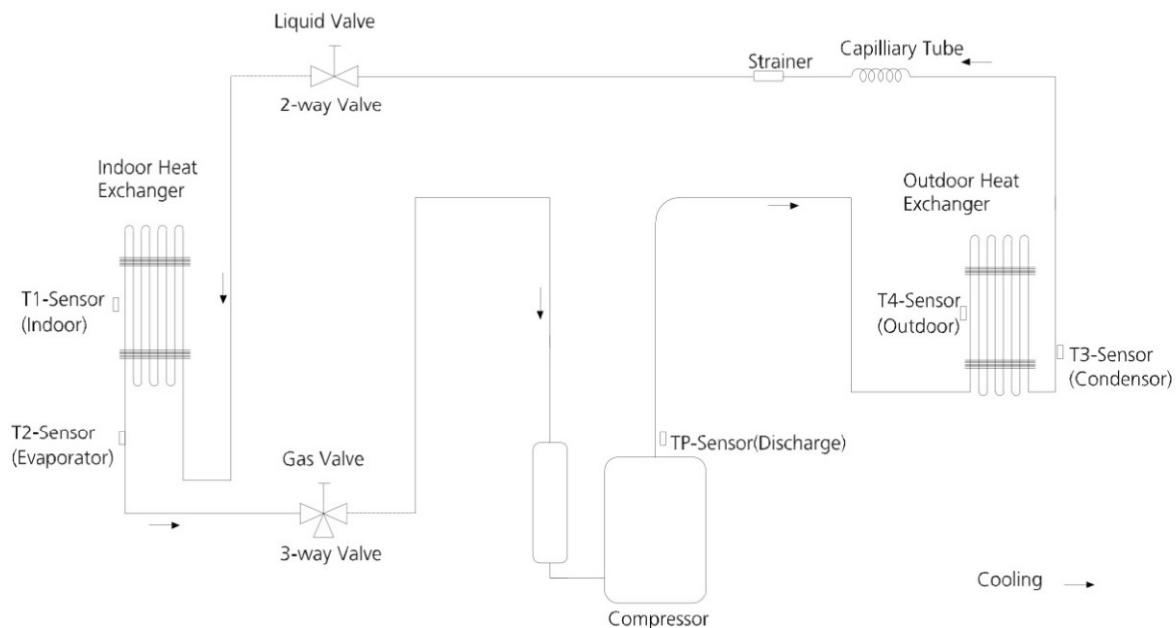 Liquid Valve
2-way Valve
Strainer
Capilliary Tube
Indoor Heat
Exchanger
Outdoor Heat
Exchanger
T1-Sensor
(Indoor)
T4-Sensor
(Outdoor)
T3-Sensor
(Condensor)
T2-Sensor
(Evaporator)
Gas Valve
3-way Valve
TP-Sensor(Discharge)
Compressor
Cooling